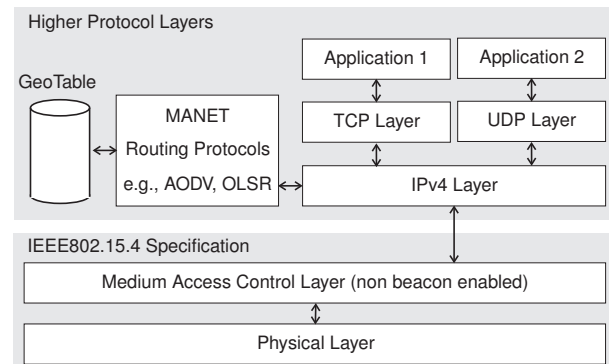 Higher Protocol Layers
GeoTable
MANET
Routing Protocols
e.g., AODV, OLSR
Application 1
Application 2
TCP Layer
UDP Layer
IPv4 Layer
IEEE802.15.4 Specification
Medium Access Control Layer (non beacon enabled)
Physical Layer